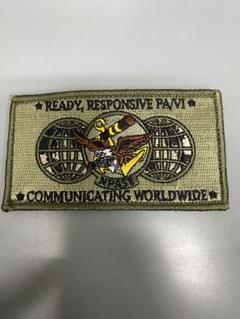 READY, RESPONSIVE PA/VI
NPASE
COMMUNICATING WORLDWIDE